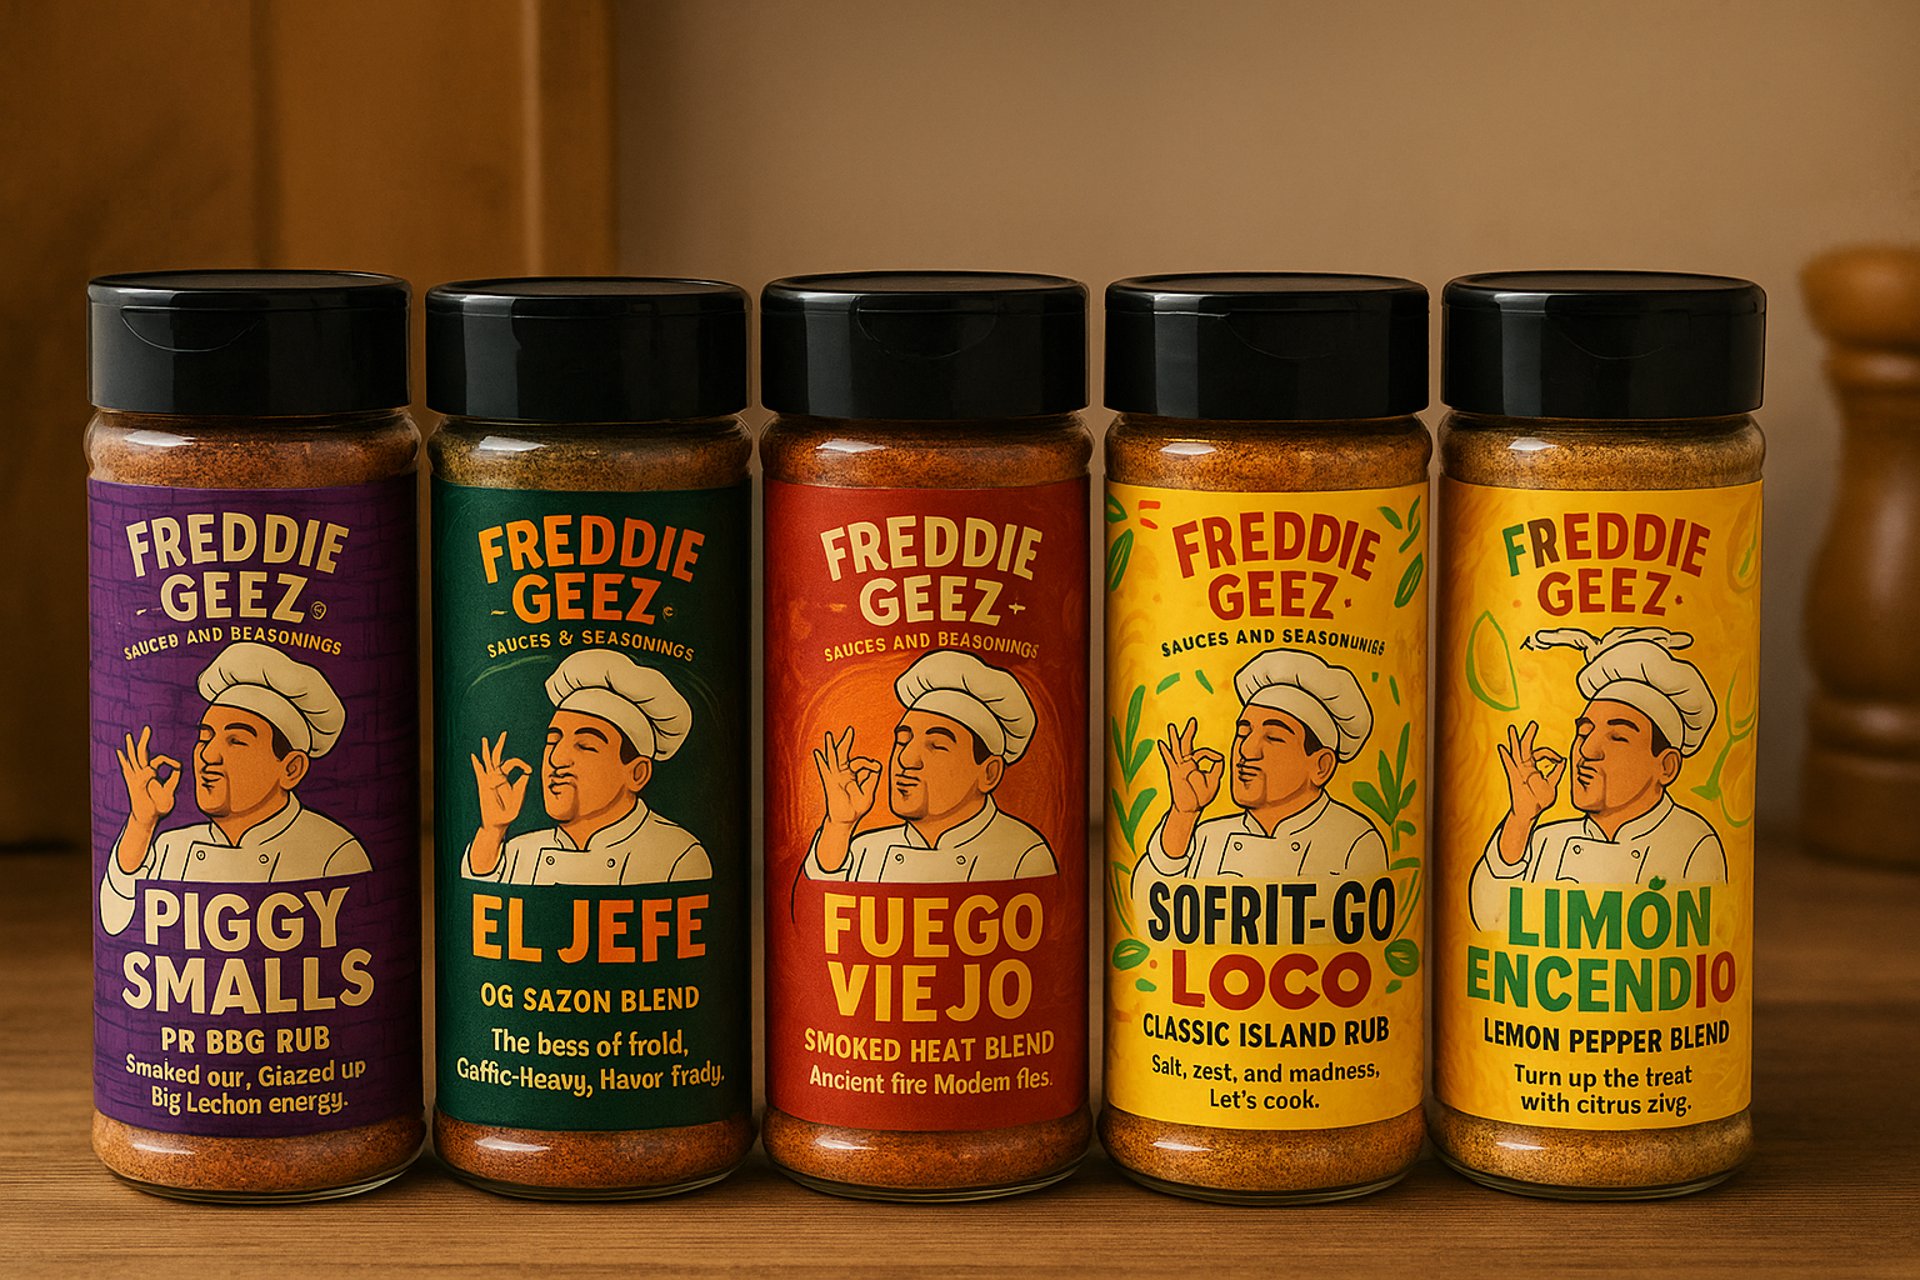 FREDDIE
GEEZ
SAUCED AND BEASONINGS
PIGGY
SMALLS
PR BBG RUB
Smaked our, Giazed up
Big Lechon energy.
FREDDIE
GEEZ
SAUCES & SEASONINGS
EL JEFE
OG SAZON BLEND
The bess of frold,
Gaffic-Heavy, Havor Frady.
FREDDIE
GEEZ
SAUCES AND BEASONINGS
FUEGO
VIEJO
SMOKED HEAT BLEND
Ancient fire Modem fles.
FREDDIE
GEEZ
SAUCES AND SEASONUNIGS
SOFRIT-GO
LOCO
CLASSIC ISLAND RUB
Salt, zest, and madness,
Let's cook.
FREDDIE
GEEZ
LIMÓN
ENCENDIO
LEMON PEPPER BLEND
Turn up the treat
with citrus zivg.